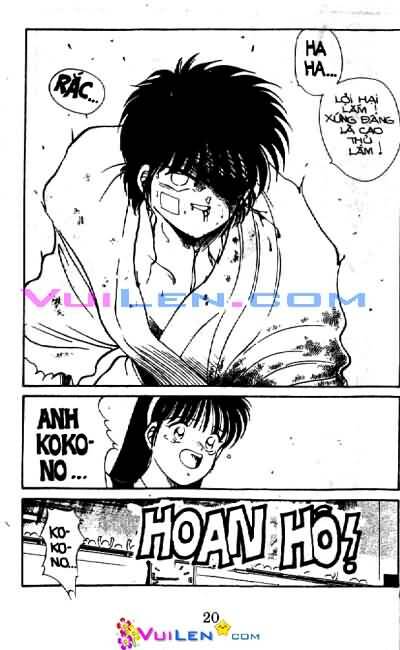 HA
HA...
LỢI HẠI
LẮM!
XỨNG ĐÁNG
LÀ CAO
THỦ
LẮM!
RẮC...
VuiLen.com
ANH
KOKO-
NO...
HOAN HÔ!
KO-
KO-
NO...
20
VuiLen.com